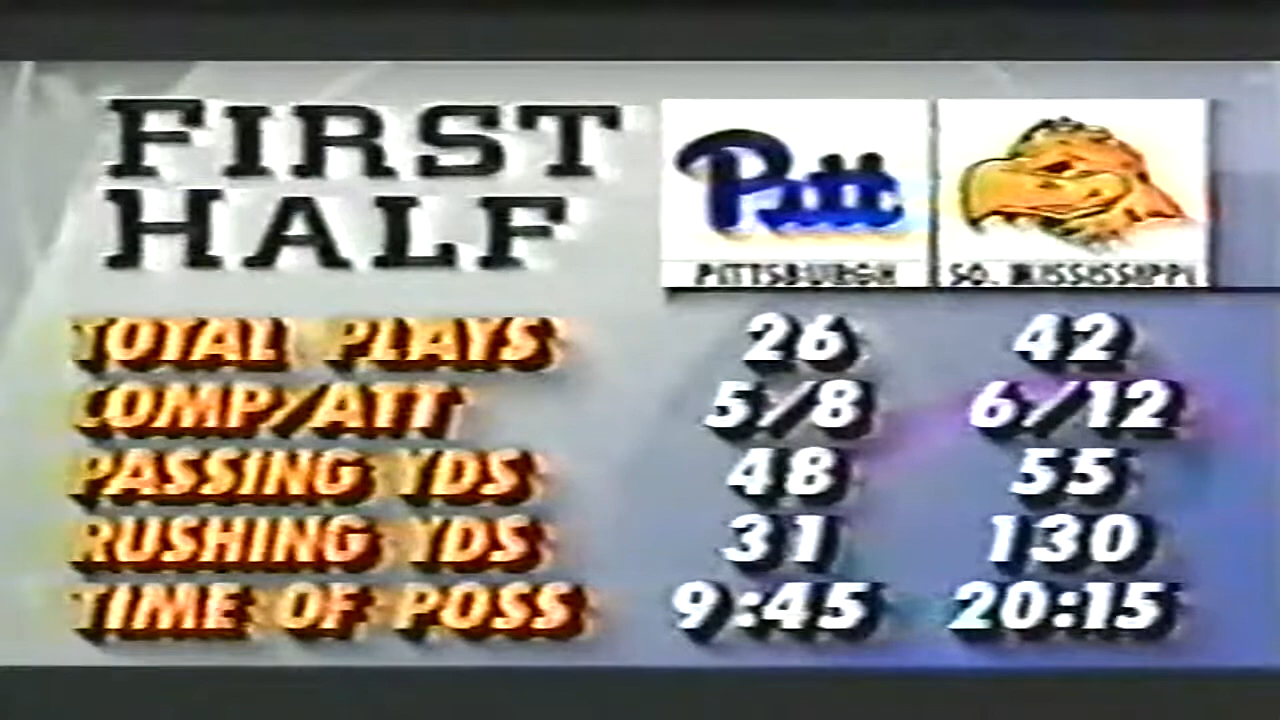 FIRST
HALF
Pitt
PITTSBURGH SO. MISSISSIPPI
TOTAL PLAYS 26 42
COMP/ATT 5/8 6/12
PASSING YDS 48 55
RUSHING YDS 31 130
TIME OF POSS 9:45 20:15